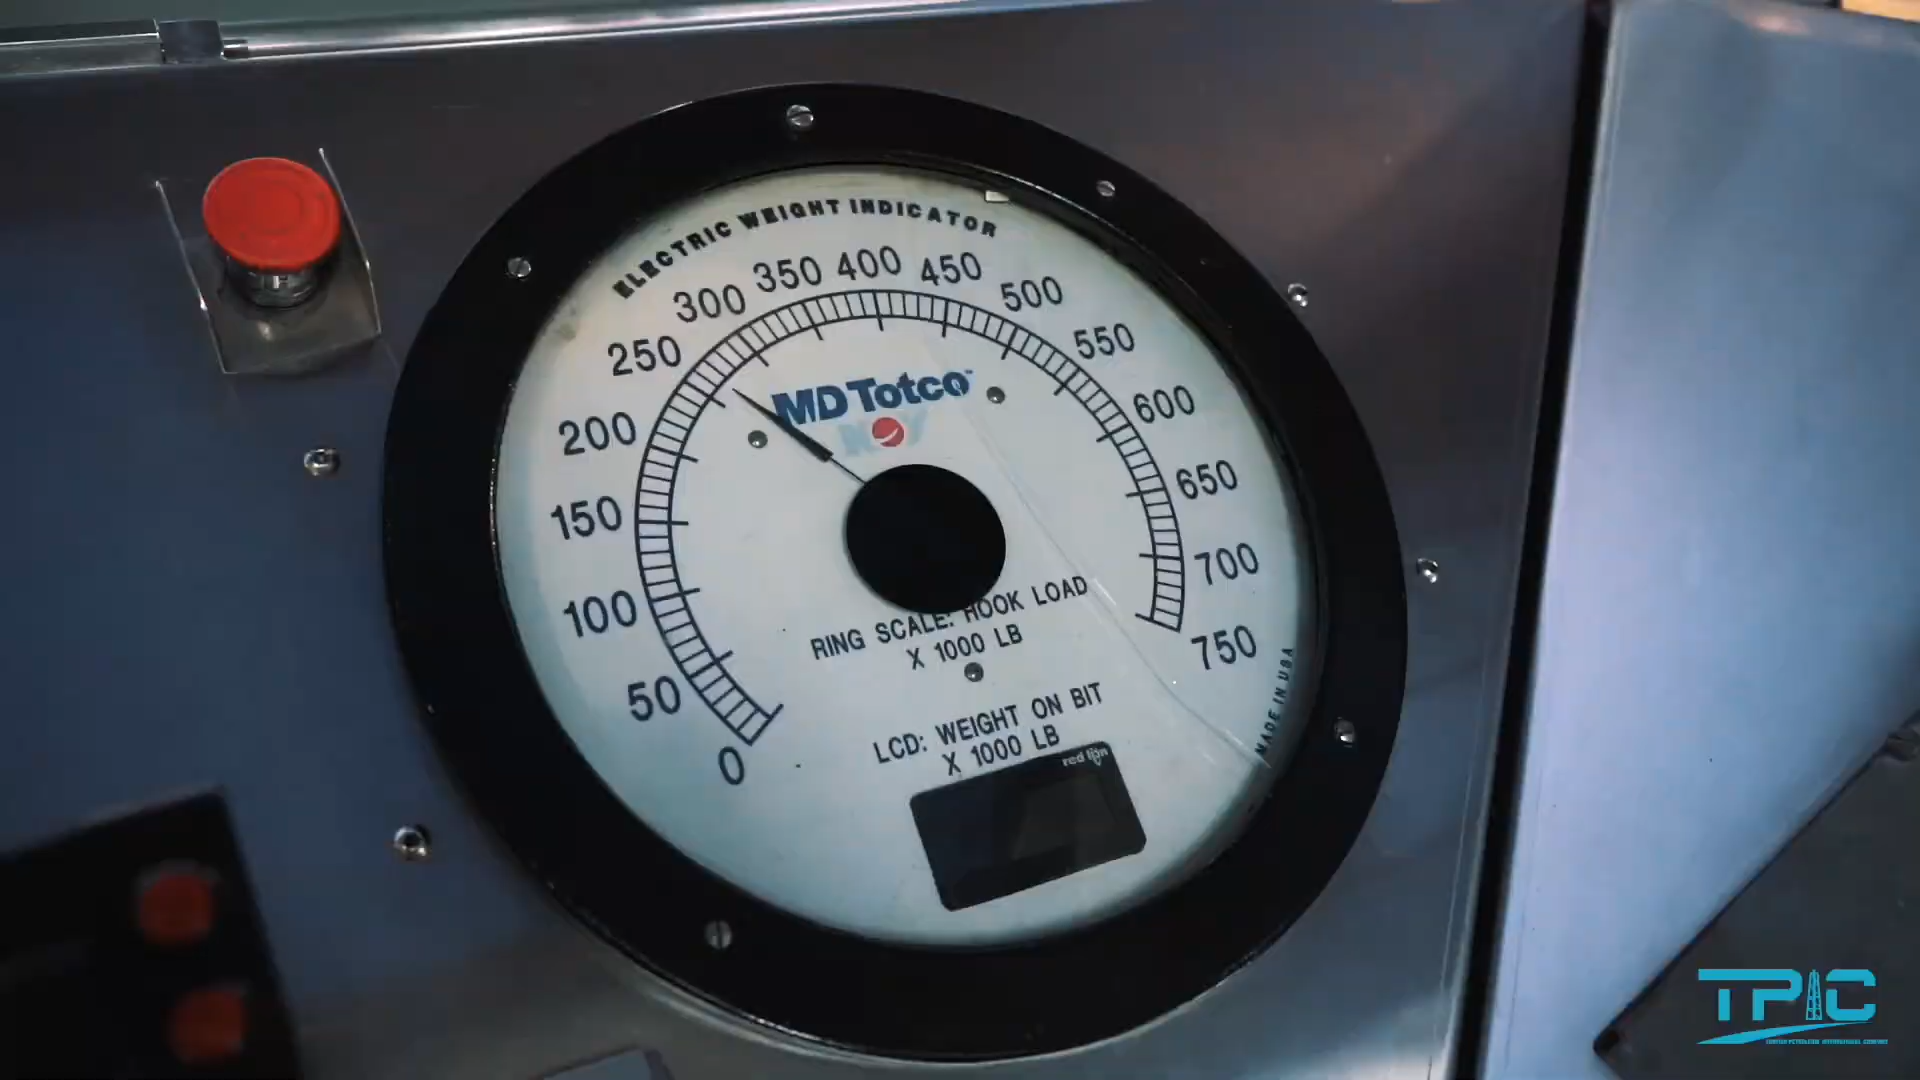 ELECTRIC WEIGHT INDICATOR
0
50
100
150
200
250
300
350
400
450
500
550
600
650
700
750
MD Totco™
NOV
RING SCALE: HOOK LOAD
X 1000 LB
LCD: WEIGHT ON BIT
X 1000 LB
red lion
MADE IN USA
TPIC